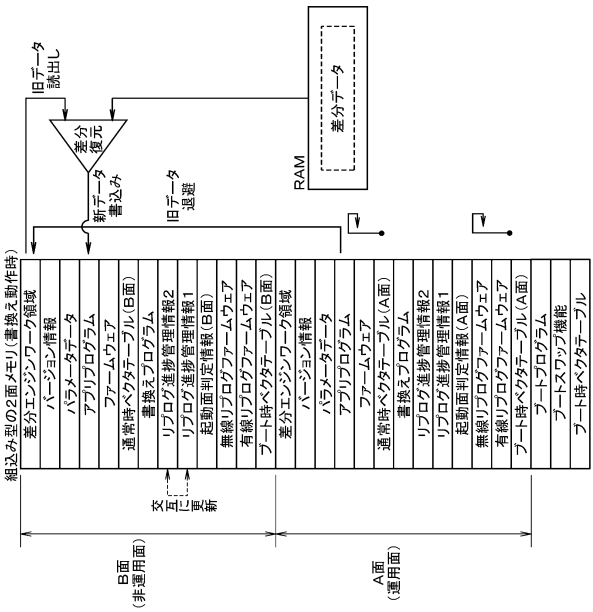 組込み型の2面メモリ(書換え動作時)
差分エンジンワーク領域
バージョン情報
パラメータデータ
アプリプログラム
ファームウェア
通常時ベクタテーブル(B面)
書換えプログラム
リプログ進捗管理情報2
リプログ進捗管理情報1
起動面判定情報(B面)
無線リプログファームウェア
有線リプログファームウェア
ブート時ベクタテーブル(B面)
差分エンジンワーク領域
バージョン情報
パラメータデータ
アプリプログラム
ファームウェア
通常時ベクタテーブル(A面)
書換えプログラム
リプログ進捗管理情報2
リプログ進捗管理情報1
起動面判定情報(A面)
無線リプログファームウェア
有線リプログファームウェア
ブート時ベクタテーブル(A面)
ブートプログラム
ブートスワップ機能
ブート時ベクタテーブル
B面
(非運用面)
A面
(運用面)
交互に更新
旧データ
読出し
差分
復元
新データ
書込み
旧データ
退避
RAM
差分データ